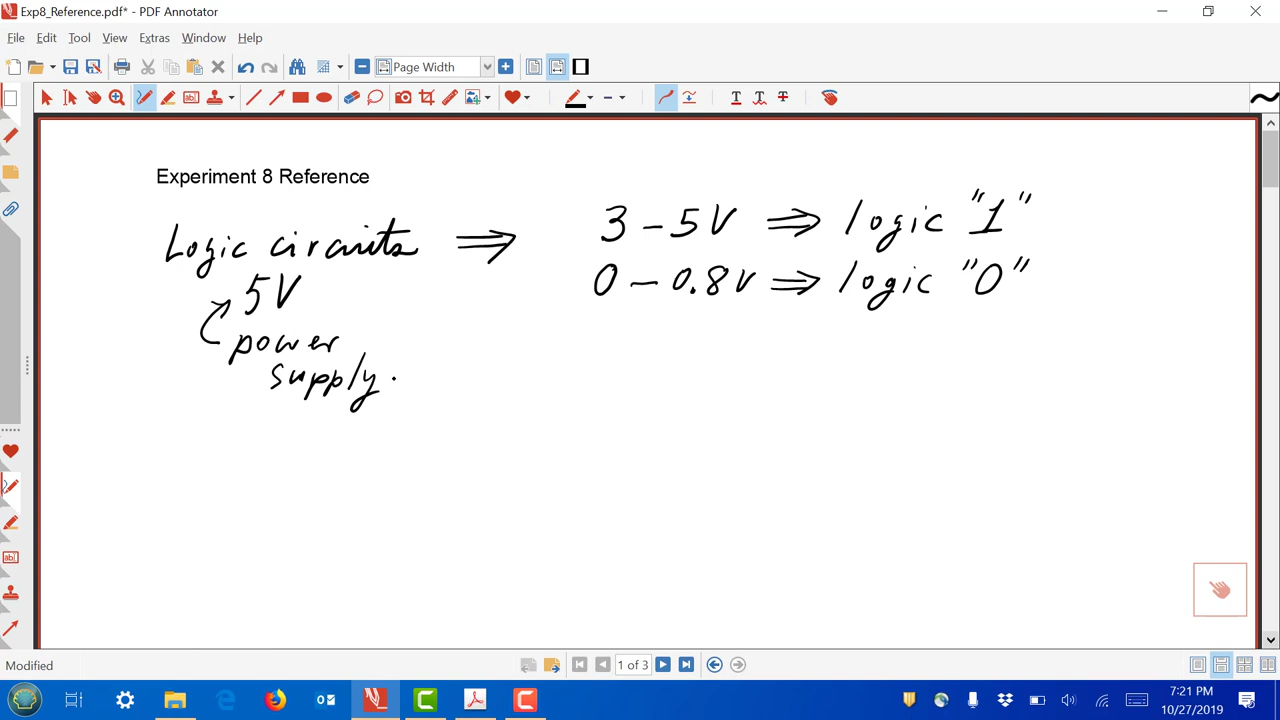 Exp8_Reference.pdf* - PDF Annotator
File Edit Tool View Extras Window Help
Page Width
Experiment 8 Reference
Logic circuits ⇒ 3 – 5V ⇒ logic "1"
0 – 0.8V ⇒ logic "0"
5V
power
supply.
1 of 3
Modified
7:21 PM
10/27/2019